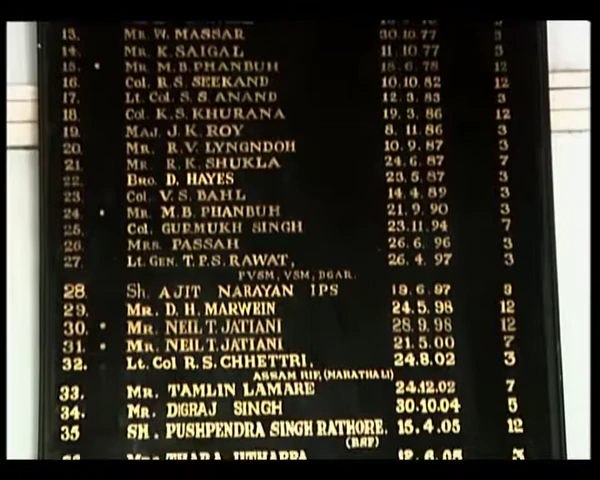 13. MR. W. MASSAR 30.10.77 3
14. MR. K. SAIGAL 11.10.77 3
15. • MR. M.B. PHANBUH 18.6.78 12
16. COL. R.S. SEEKAND 10.10.82 12
17. LT. COL. S.S. ANAND 12.3.83 3
18. COL. K.S. KHURANA 19.3.86 12
19. MAJ. J.K. ROY 8.11.86 3
20. MR. R.V. LYNGNDOH 10.9.87 3
21. MR. R.K. SHUKLA 24.6.87 7
22. BRO. D. HAYES 23.5.87 3
23. COL V.S. BAHL 14.4.89 3
24. • MR. M.B. PHANBUH 21.9.90 3
25. COL. GURMUKH SINGH 23.11.94 7
26. MRS. PASSAH 26.6.96 3
27. LT. GEN. T.P.S. RAWAT, 26.4.97 3
PVSM, VSM, DGAR.
28. SH. AJIT NARAYAN IPS 19.6.97 9
29. MR. D.H. MARWEIN 24.5.98 12
30. • MR. NEIL T. JATIANI 28.9.98 12
31. • MR. NEIL T. JATIANI 21.5.00 7
32. LT. COL R.S. CHHETTRI, 24.8.02 3
ASSAM RIF, (MARATHA LI)
33. MR. TAMLIN LAMARE 24.12.02 7
34. MR. DIGRAJ SINGH 30.10.04 5
35 SH. PUSHPENDRA SINGH RATHORE. 15.4.05 12
(BSF)
12.6.05 3